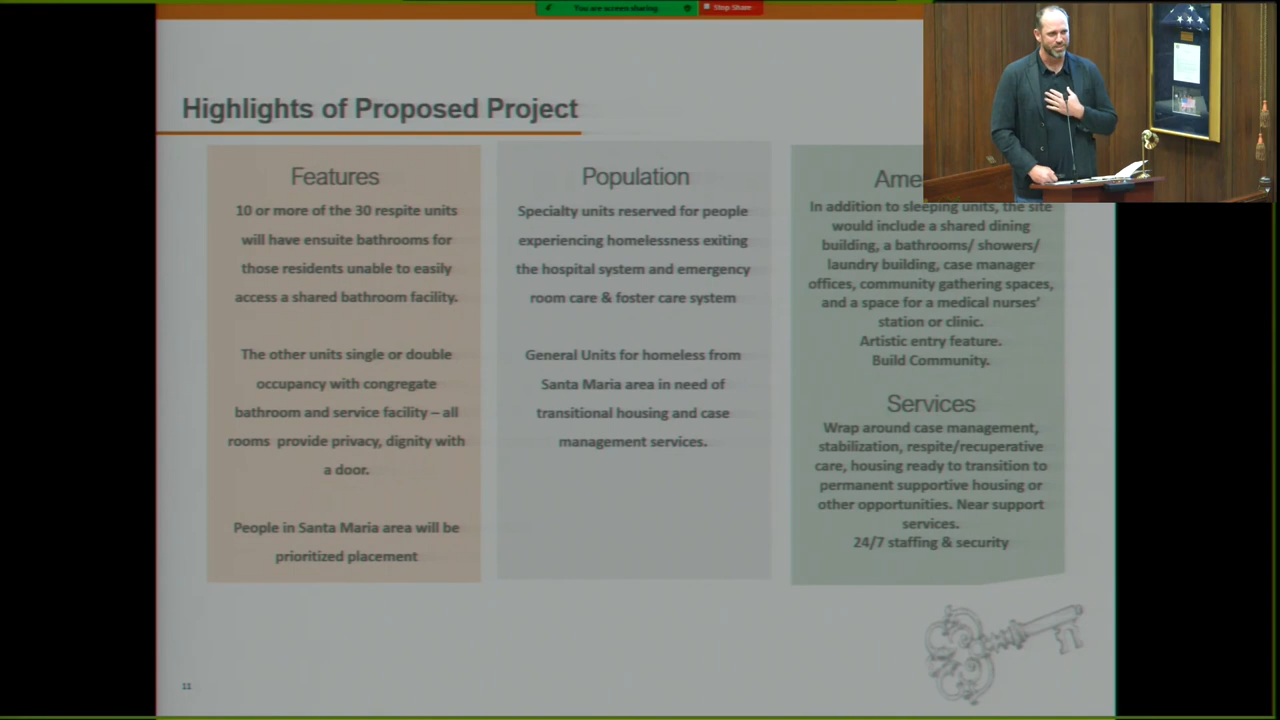 You are screen sharing
Stop Share
Highlights of Proposed Project
Features
10 or more of the 30 respite units
will have ensuite bathrooms for
those residents unable to easily
access a shared bathroom facility.
The other units single or double
occupancy with congregate
bathroom and service facility – all
rooms provide privacy, dignity with
a door.
People in Santa Maria area will be
prioritized placement
Population
Specialty units reserved for people
experiencing homelessness exiting
the hospital system and emergency
room care & foster care system
General Units for homeless from
Santa Maria area in need of
transitional housing and case
management services.
Ame
In addition to sleeping units, the site
would include a shared dining
building, a bathrooms/ showers/
laundry building, case manager
offices, community gathering spaces,
and a space for a medical nurses'
station or clinic.
Artistic entry feature.
Build Community.
Services
Wrap around case management,
stabilization, respite/recuperative
care, housing ready to transition to
permanent supportive housing or
other opportunities. Near support
services.
24/7 staffing & security
11